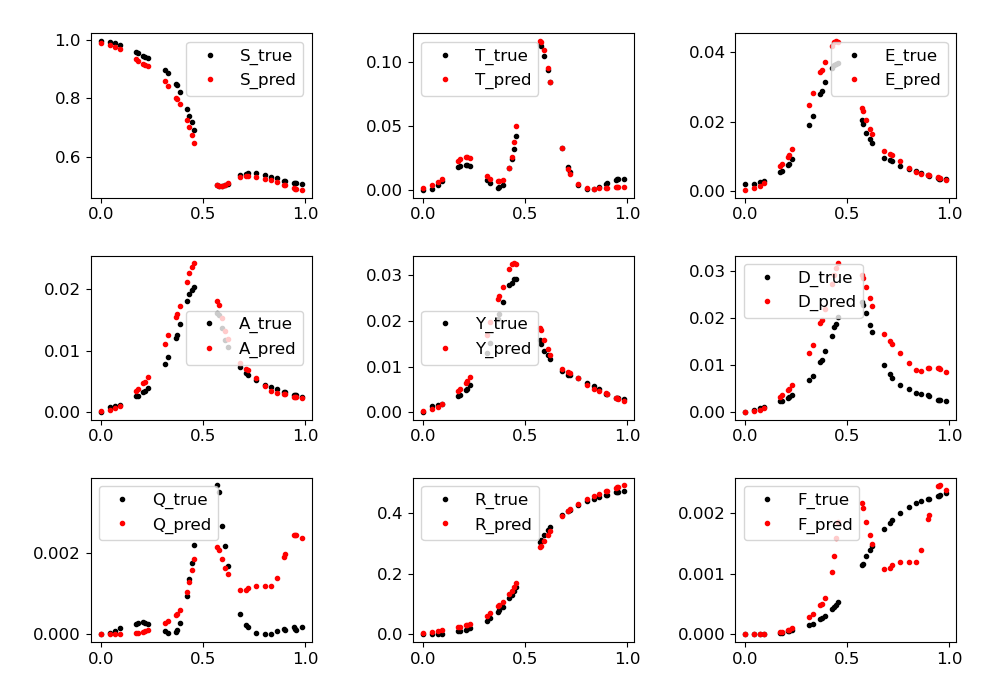 1.0
0.8
0.6
S_true
S_pred
0.0 0.5 1.0
0.10
0.05
0.00
T_true
T_pred
0.0 0.5 1.0
0.04
0.02
0.00
E_true
E_pred
0.0 0.5 1.0
0.02
0.01
0.00
A_true
A_pred
0.0 0.5 1.0
0.03
0.02
0.01
0.00
Y_true
Y_pred
0.0 0.5 1.0
0.03
0.02
0.01
0.00
D_true
D_pred
0.0 0.5 1.0
0.002
0.000
Q_true
Q_pred
0.0 0.5 1.0
0.4
0.2
0.0
R_true
R_pred
0.0 0.5 1.0
0.002
0.001
0.000
F_true
F_pred
0.0 0.5 1.0